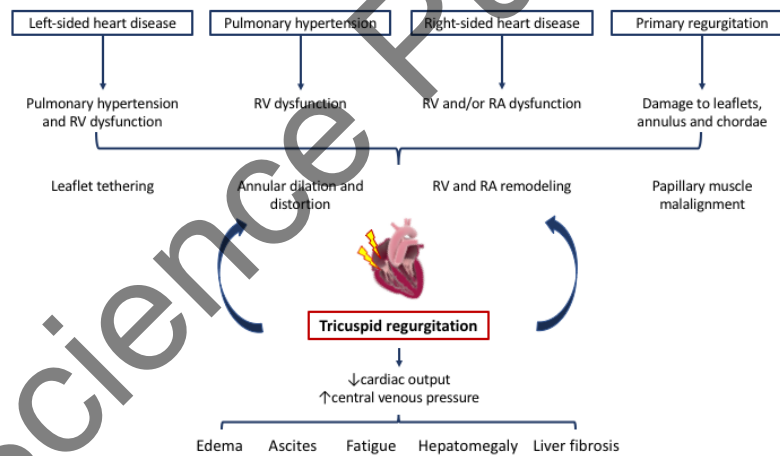 Left-sided heart disease
Pulmonary hypertension
Right-sided heart disease
Primary regurgitation
Pulmonary hypertension
and RV dysfunction
RV dysfunction
RV and/or RA dysfunction
Damage to leaflets,
annulus and chordae
Leaflet tethering
Annular dilation and
distortion
RV and RA remodeling
Papillary muscle
malalignment
Tricuspid regurgitation
↓cardiac output
↑central venous pressure
Edema Ascites Fatigue Hepatomegaly Liver fibrosis